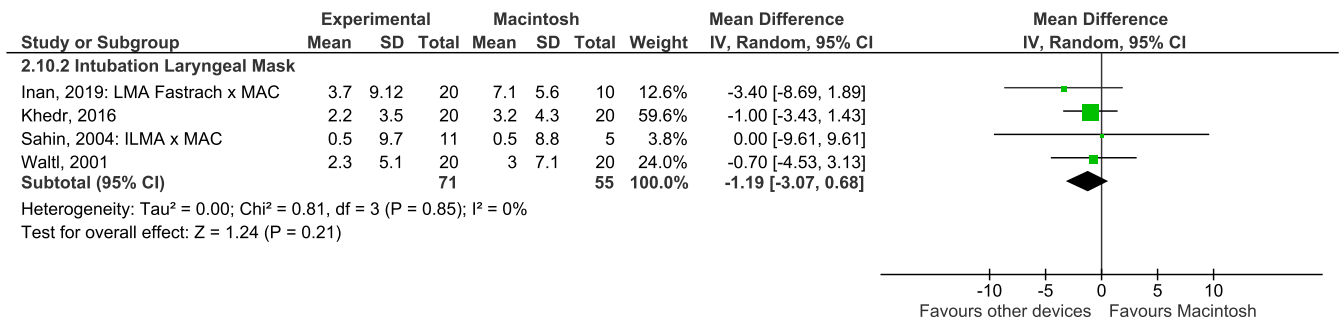 Experimental Macintosh Mean Difference Mean Difference
Study or Subgroup Mean SD Total Mean SD Total Weight IV, Random, 95% CI IV, Random, 95% CI
2.10.2 Intubation Laryngeal Mask
Inan, 2019: LMA Fastrach x MAC 3.7 9.12 20 7.1 5.6 10 12.6% -3.40 [-8.69, 1.89]
Khedr, 2016 2.2 3.5 20 3.2 4.3 20 59.6% -1.00 [-3.43, 1.43]
Sahin, 2004: ILMA x MAC 0.5 9.7 11 0.5 8.8 5 3.8% 0.00 [-9.61, 9.61]
Waltl, 2001 2.3 5.1 20 3 7.1 20 24.0% -0.70 [-4.53, 3.13]
Subtotal (95% CI) 71 55 100.0% -1.19 [-3.07, 0.68]
Heterogeneity: Tau² = 0.00; Chi² = 0.81, df = 3 (P = 0.85); I² = 0%
Test for overall effect: Z = 1.24 (P = 0.21)
-10 -5 0 5 10
Favours other devices Favours Macintosh